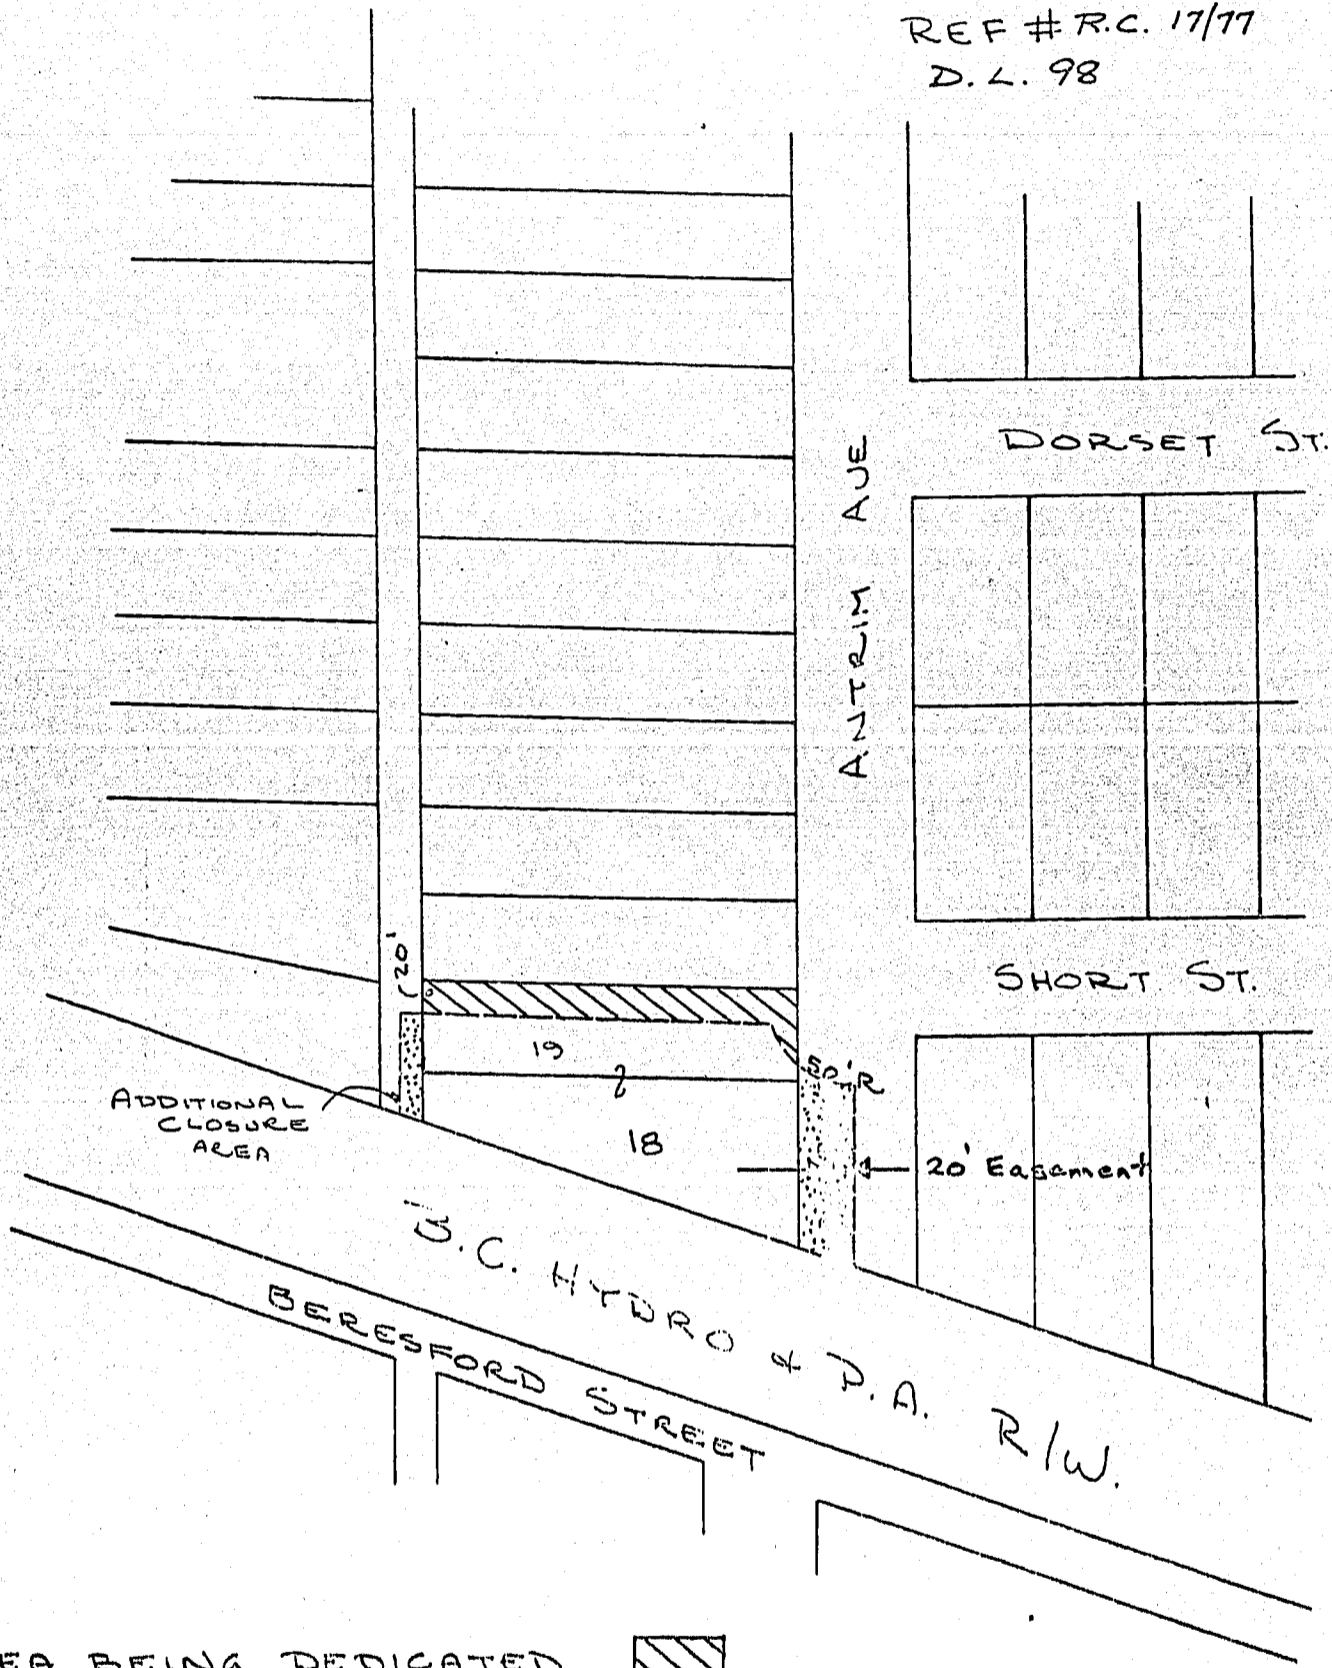 REF # R.C. 17/77
D.L. 98
DORSET ST.
ANTRIM AVE
SHORT ST.
20'
19
18
ADDITIONAL
CLOSURE
AREA
20' Easement
B.C. HYDRO & P.A. R/W.
BERESFORD STREET
BEING DEDICATED